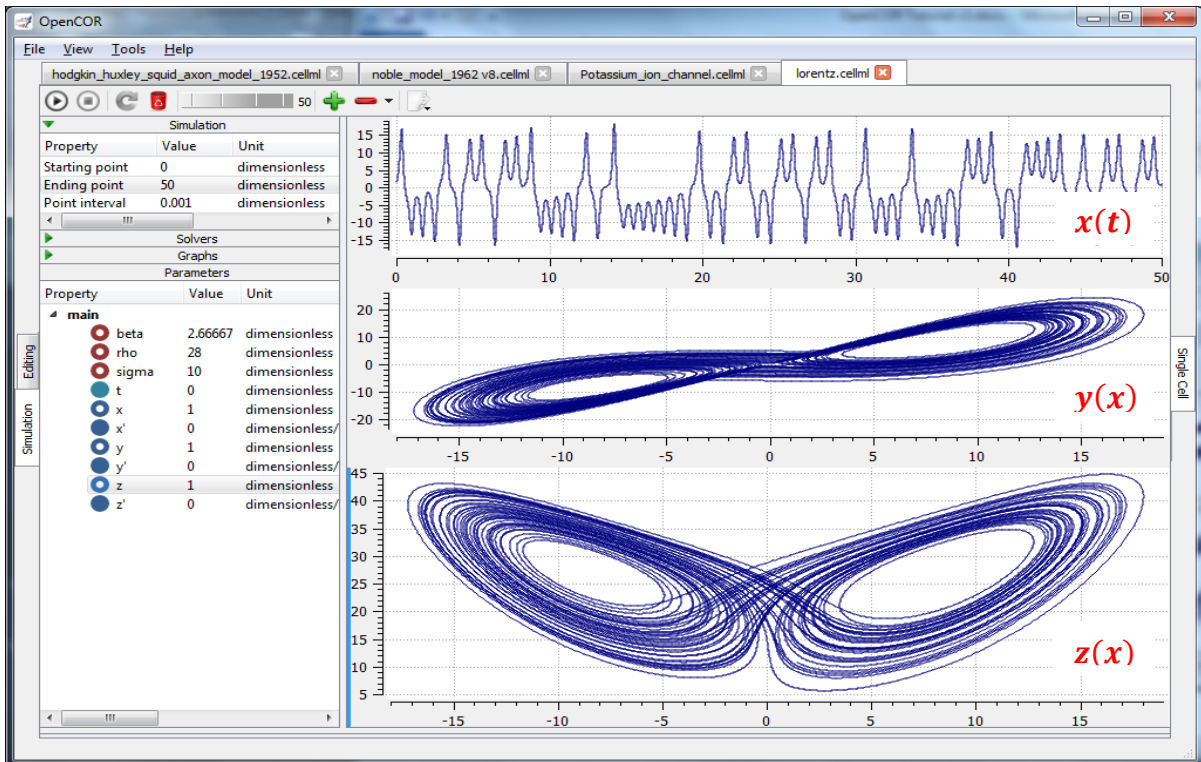 OpenCOR
File View Tools Help
hodgkin_huxley_squid_axon_model_1952.cellml noble_model_1962 v8.cellml Potassium_ion_channel.cellml lorentz.cellml
50
Simulation
Property Value Unit
Starting point 0 dimensionless
Ending point 50 dimensionless
Point interval 0.001 dimensionless
Solvers
Graphs
Parameters
Property Value Unit
main
beta 2.66667 dimensionless
rho 28 dimensionless
sigma 10 dimensionless
t 0 dimensionless
x 1 dimensionless
x' 0 dimensionless/
y 1 dimensionless
y' 0 dimensionless/
z 1 dimensionless
z' 0 dimensionless/
Editing
Simulation
15
10
5
0
-5
-10
-15
x(t)
0 10 20 30 40 50
20
10
0
-10
-20
y(x)
-15 -10 -5 0 5 10 15
45
40
35
30
25
20
15
10
5
z(x)
-15 -10 -5 0 5 10 15
Single Cell